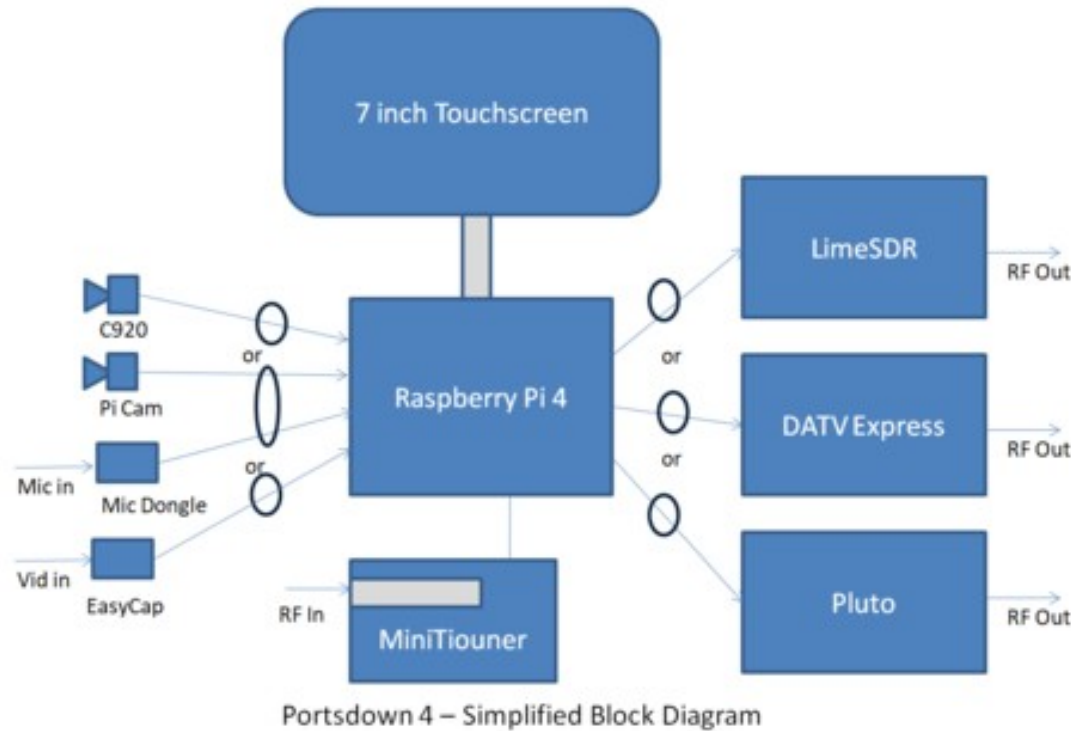 7 inch Touchscreen
LimeSDR
RF Out
C920
or
or
Pi Cam
Raspberry Pi 4
DATV Express
or
or
RF Out
Mic in
Mic Dongle
Vid in
EasyCap
RF In
MiniTiouner
Pluto
RF Out
Portsdown 4 – Simplified Block Diagram